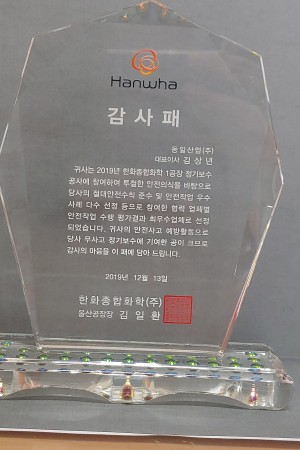 Hanwha
감사패
동일산업(주)
대표이사 김상년
귀사는 2019년 한화종합화학 1공장 정기보수
공사에 참여하여 투철한 안전의식을 바탕으로
당사의 절대안전수칙 준수 및 안전작업 우수
사례 다수 선정 등으로 참여한 협력 업체별
안전작업 수행 평가결과 최우수업체로 선정
되었습니다. 귀사의 안전사고 예방활동으로
당사 무사고 정기보수에 기여한 공이 크므로
감사의 마음을 이 패에 담아 드립니다.
2019년 12월 13일
한화종합화학(주)
울산공장장 김일환